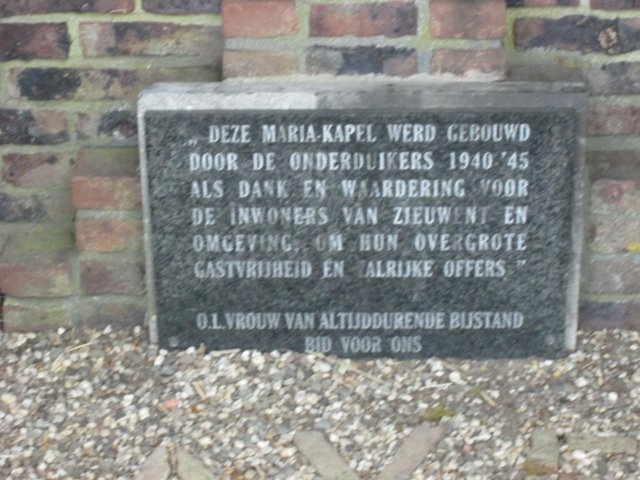 „ DEZE MARIA-KAPEL WERD GEBOUWD
DOOR DE ONDERDUIKERS 1940-'45
ALS DANK EN WAARDERING VOOR
DE INWONERS VAN ZIEUWENT EN
OMGEVING, OM HUN OVERGROTE
GASTVRIJHEID EN TALRIJKE OFFERS ”
O.L.VROUW VAN ALTIJDDURENDE BIJSTAND
BID VOOR ONS